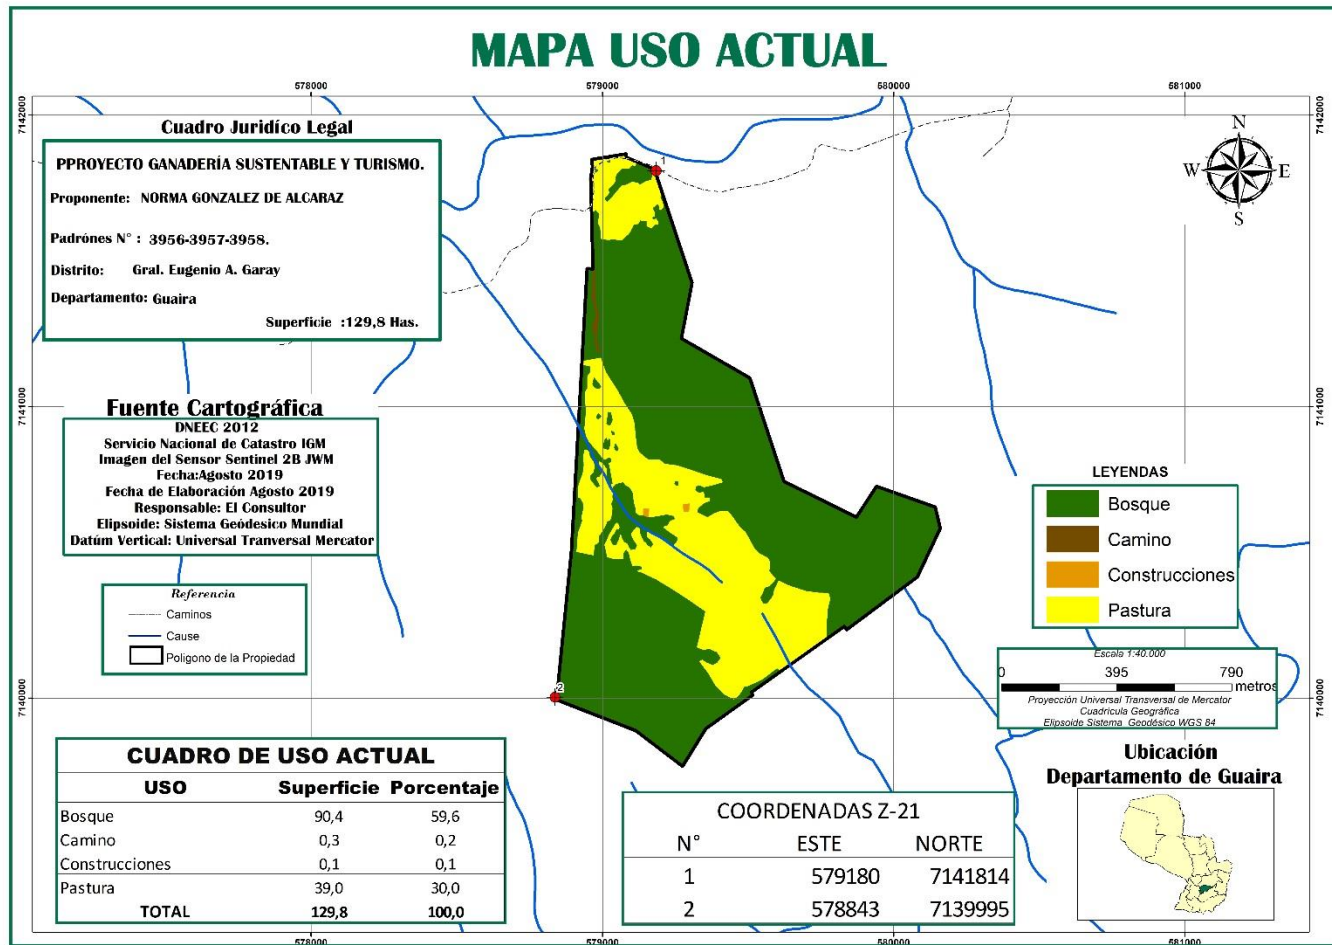 MAPA USO ACTUAL
578000 579000 580000 581000
7142000 7142000
7141000 7141000
7140000 7140000
Cuadro Juridíco Legal
PPROYECTO GANADERÍA SUSTENTABLE Y TURISMO.
Proponente: NORMA GONZALEZ DE ALCARAZ
Padrónes N° : 3956-3957-3958.
Distrito: Gral. Eugenio A. Garay
Departamento: Guaira
Superficie :129,8 Has.
N
W E
S
1
2
Fuente Cartográfica
DNEEC 2012
Servicio Nacional de Catastro IGM
Imagen del Sensor Sentinel 2B JWM
Fecha:Agosto 2019
Fecha de Elaboración Agosto 2019
Responsable: El Consultor
Elipsoide: Sistema Geódesico Mundial
Datúm Vertical: Universal Tranversal Mercator
Referencia
Caminos
Cause
Poligono de la Propiedad
LEYENDAS
Bosque
Camino
Construcciones
Pastura
Escala 1:40.000
0 395 790
metros
Proyección Universal Transversal de Mercator
Cuadricula Geográfica
Elipsoide Sistema Geodésico WGS 84
Ubicación
Departamento de Guaira
CUADRO DE USO ACTUAL
USO Superficie Porcentaje
Bosque 90,4 59,6
Camino 0,3 0,2
Construcciones 0,1 0,1
Pastura 39,0 30,0
TOTAL 129,8 100,0
COORDENADAS Z-21
N° ESTE NORTE
1 579180 7141814
2 578843 7139995
578000 579000 580000 581000